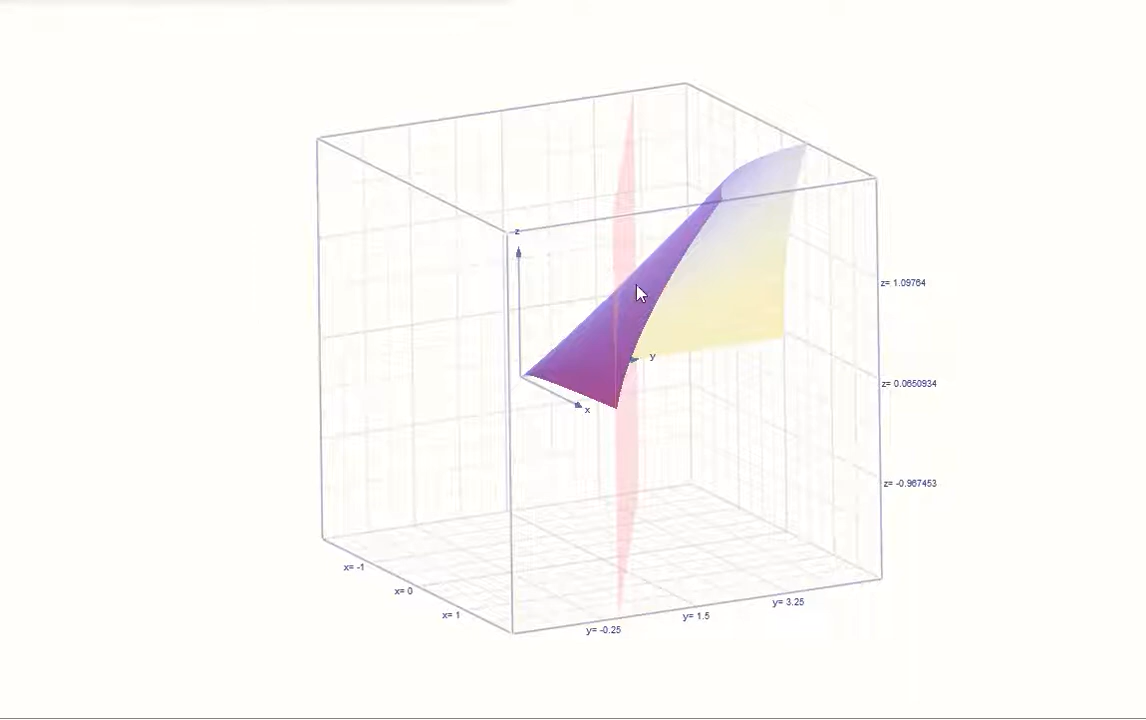 z
z= 1.09764
y
z= 0.0650934
x
z= -0.967453
x= -1
x= 0
x= 1
y= 3.25
y= 1.5
y= -0.25